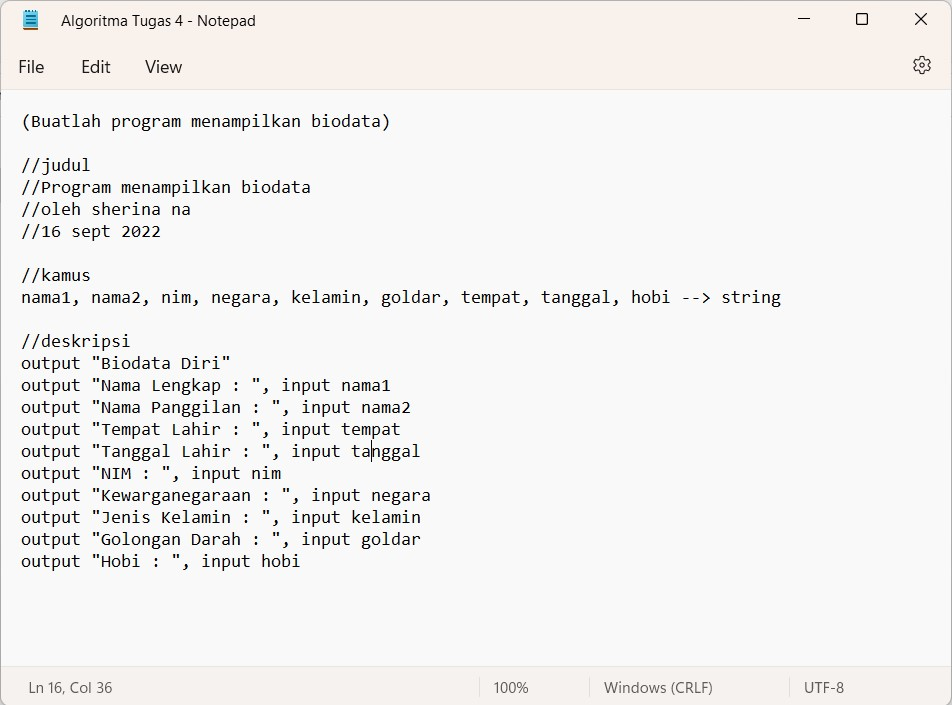 Algoritma Tugas 4 - Notepad
File Edit View
(Buatlah program menampilkan biodata)
//judul
//Program menampilkan biodata
//oleh sherina na
//16 sept 2022
//kamus
nama1, nama2, nim, negara, kelamin, goldar, tempat, tanggal, hobi --> string
//deskripsi
output "Biodata Diri"
output "Nama Lengkap : ", input nama1
output "Nama Panggilan : ", input nama2
output "Tempat Lahir : ", input tempat
output "Tanggal Lahir : ", input tanggal
output "NIM : ", input nim
output "Kewarganegaraan : ", input negara
output "Jenis Kelamin : ", input kelamin
output "Golongan Darah : ", input goldar
output "Hobi : ", input hobi
Ln 16, Col 36 100% Windows (CRLF) UTF-8